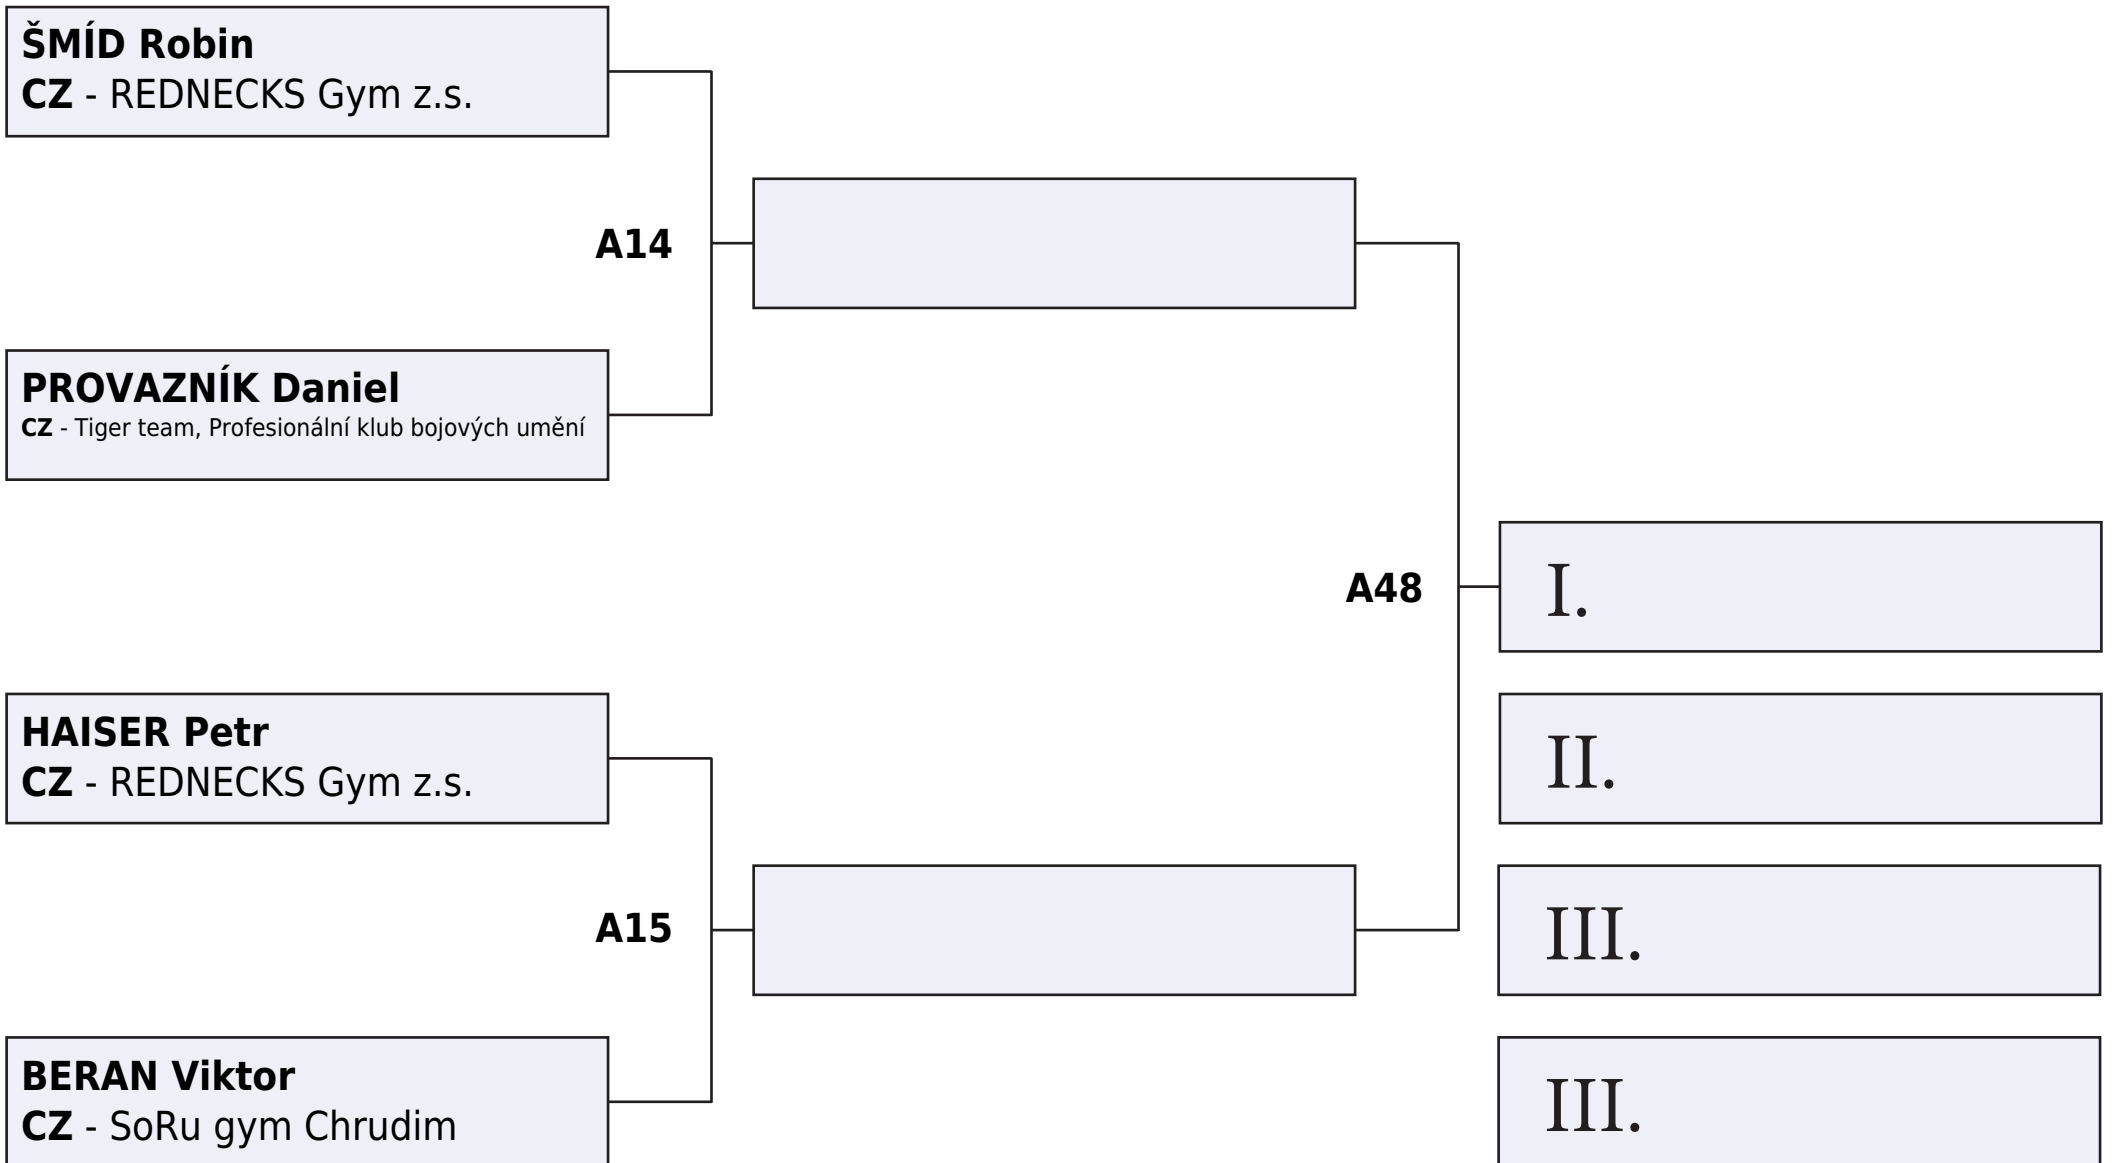 ŠMÍD Robin
CZ - REDNECKS Gym z.s.
A14
PROVAZNÍK Daniel
CZ - Tiger team, Profesionální klub bojových umění
A48
I.
HAISER Petr
CZ - REDNECKS Gym z.s.
II.
A15
III.
BERAN Viktor
CZ - SoRu gym Chrudim
III.